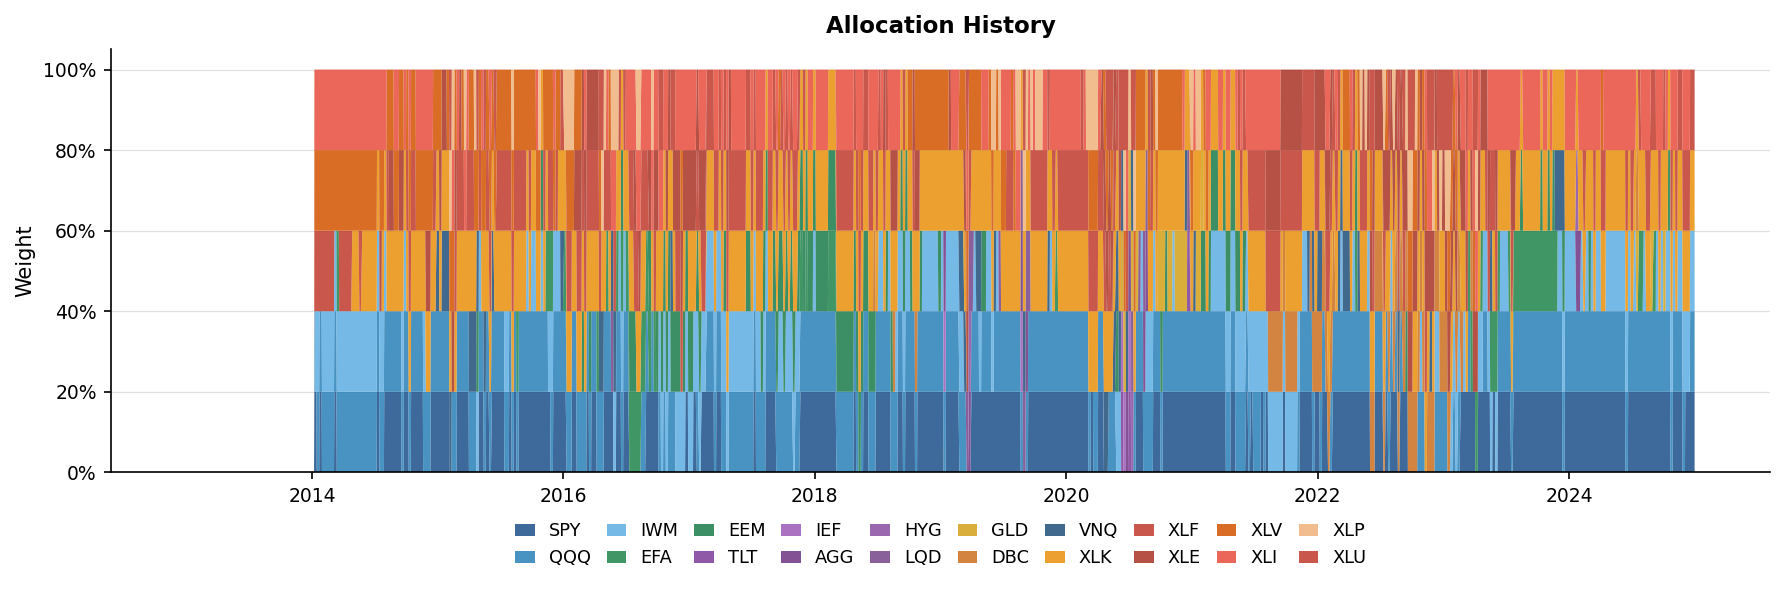 Allocation History
Weight
100%
80%
60%
40%
20%
0%
2014 2016 2018 2020 2022 2024
SPY IWM EEM IEF HYG GLD VNQ XLF XLV XLP
QQQ EFA TLT AGG LQD DBC XLK XLE XLI XLU